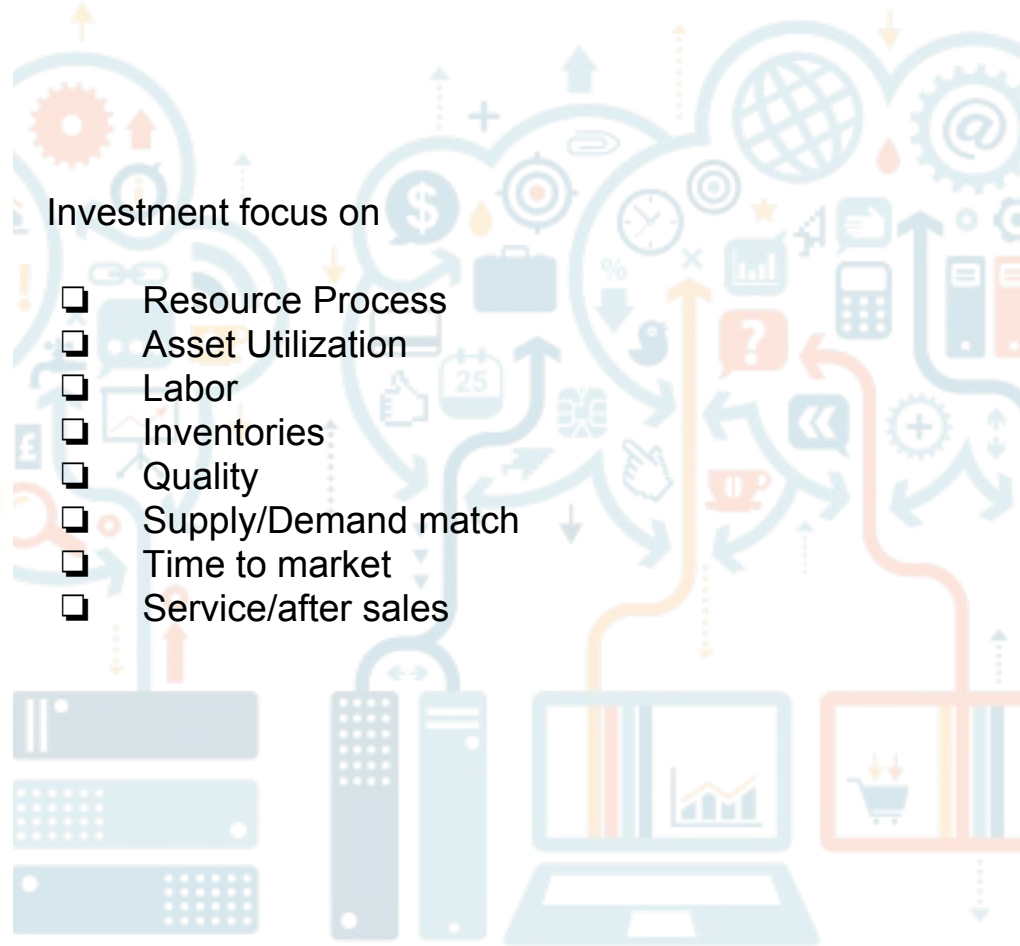 Investment focus on
❏ Resource Process
❏ Asset Utilization
❏ Labor
❏ Inventories
❏ Quality
❏ Supply/Demand match
❏ Time to market
❏ Service/after sales
$
%
@
?
25
£
!
i